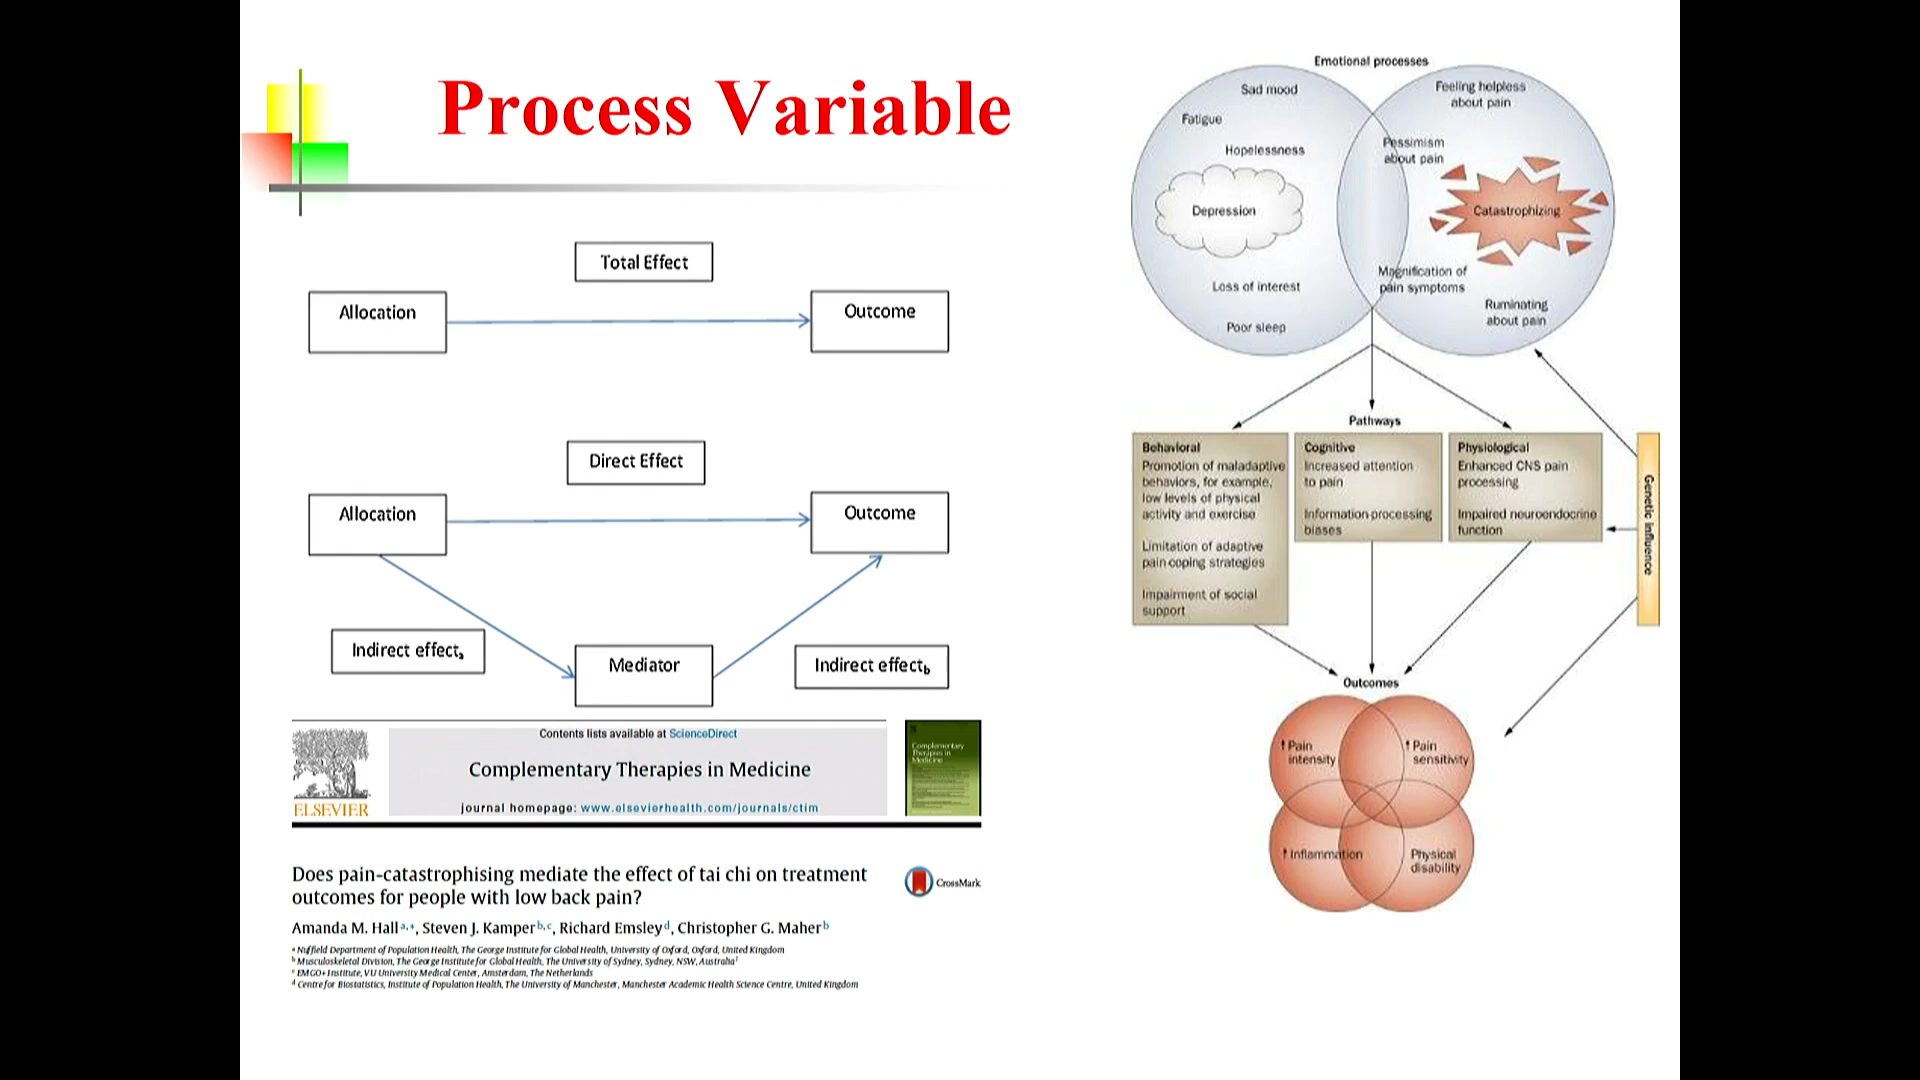 Process Variable
Total Effect
Allocation
Outcome
Direct Effect
Allocation
Outcome
Indirect effecta
Mediator
Indirect effectb
ELSEVIER
Contents lists available at ScienceDirect
Complementary Therapies in Medicine
journal homepage: www.elsevierhealth.com/journals/ctim
Complementary
Therapies in
Medicine
Does pain-catastrophising mediate the effect of tai chi on treatment
outcomes for people with low back pain?
CrossMark
Amanda M. Hall a,*, Steven J. Kamper b,c, Richard Emsley d, Christopher G. Maher b
a Nuffield Department of Population Health, The George Institute for Global Health, University of Oxford, Oxford, United Kingdom
b Musculoskeletal Division, The George Institute for Global Health, The University of Sydney, Sydney, NSW, Australia1
c EMGO+ Institute, VU University Medical Center, Amsterdam, The Netherlands
d Centre for Biostatistics, Institute of Population Health, The University of Manchester, Manchester Academic Health Science Centre, United Kingdom
Emotional processes
Sad mood
Fatigue
Hopelessness
Depression
Loss of interest
Poor sleep
Feeling helpless
about pain
Pessimism
about pain
Catastrophizing
Magnification of
pain symptoms
Ruminating
about pain
Pathways
Behavioral
Promotion of maladaptive
behaviors, for example,
low levels of physical
activity and exercise
Limitation of adaptive
pain coping strategies
Impairment of social
support
Cognitive
Increased attention
to pain
Information-processing
biases
Physiological
Enhanced CNS pain
processing
Impaired neuroendocrine
function
Genetic influence
Outcomes
↑ Pain
intensity
↑ Pain
sensitivity
↑ Inflammation
Physical
disability